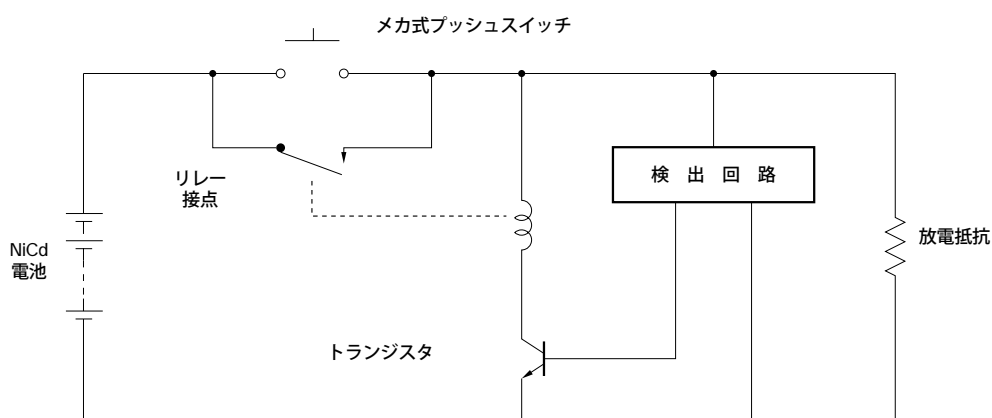 メカ式プッシュスイッチ
リレー
接点
検出回路
NiCd
電池
放電抵抗
トランジスタ